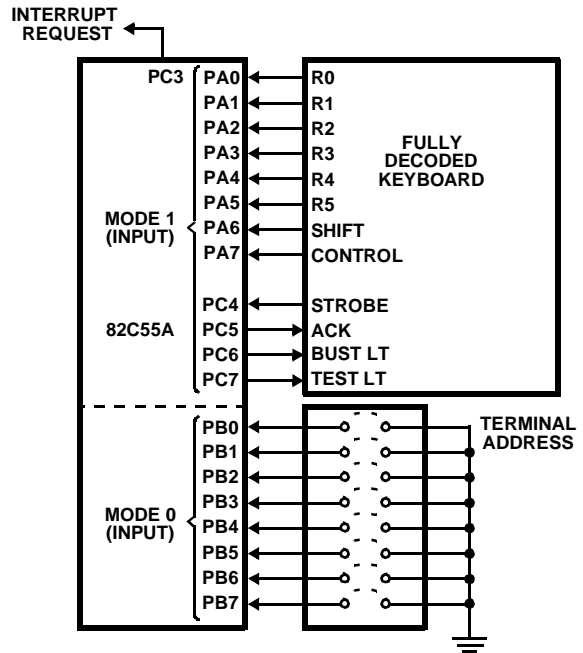 INTERRUPT
REQUEST
PC3 PA0 R0
PA1 R1
PA2 R2
PA3 R3
PA4 R4
PA5 R5
PA6 SHIFT
PA7 CONTROL
FULLY
DECODED
KEYBOARD
MODE 1
(INPUT)
PC4 STROBE
82C55A PC5 ACK
PC6 BUST LT
PC7 TEST LT
PB0
PB1
PB2
PB3
PB4
PB5
PB6
PB7
MODE 0
(INPUT)
TERMINAL
ADDRESS